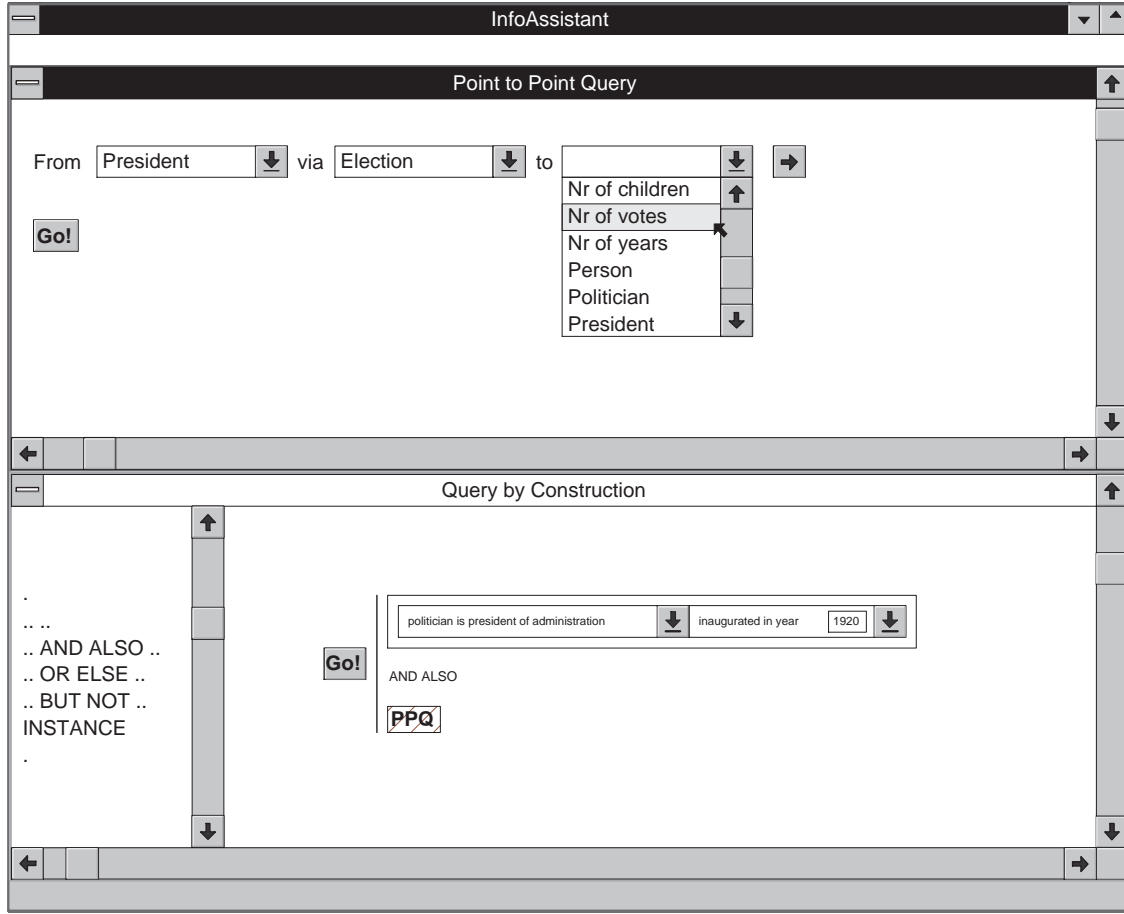 InfoAssistant
Point to Point Query
From President via Election to
Nr of children
Nr of votes
Nr of years
Person
Politician
President
Go!
Query by Construction
.
.. ..
.. AND ALSO ..
.. OR ELSE ..
.. BUT NOT ..
INSTANCE
.
politician is president of administration inaugurated in year 1920
Go!
AND ALSO
PPQ